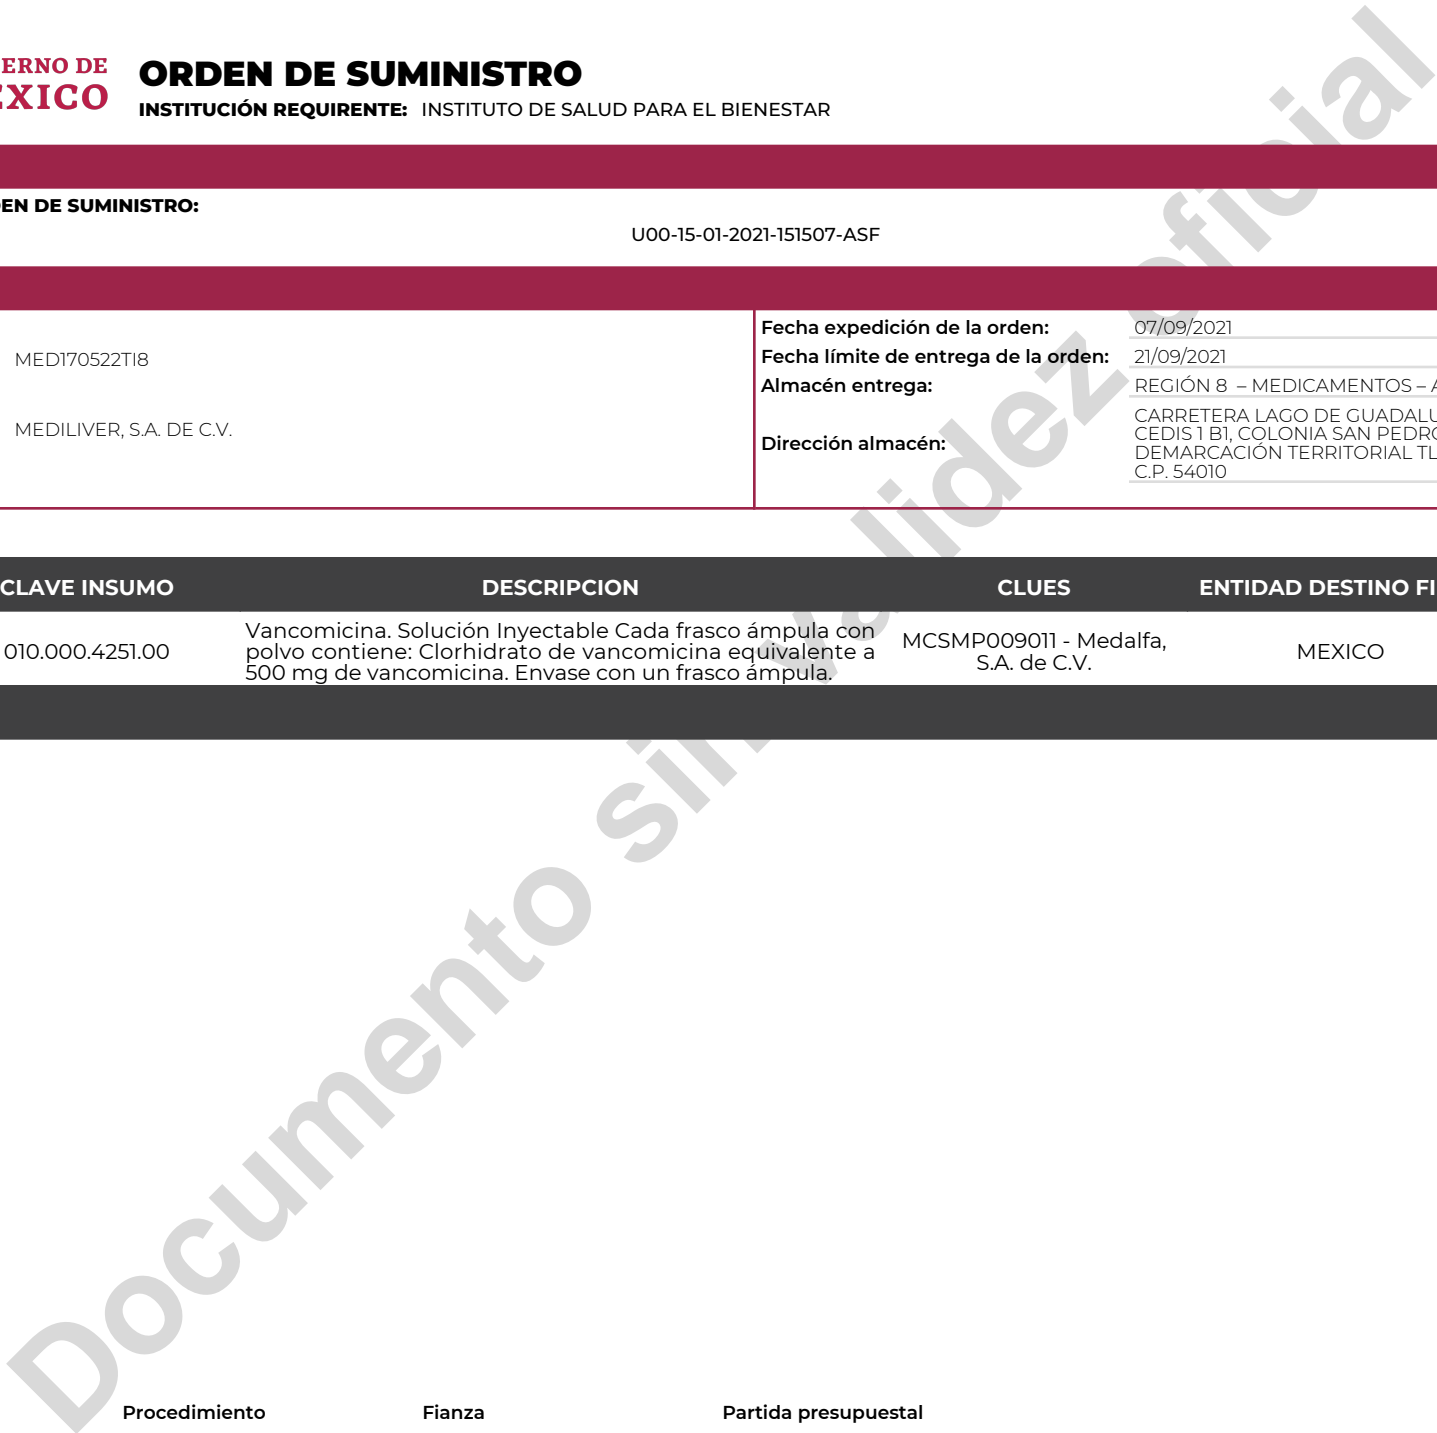 ERNO DE
EXICO
ORDEN DE SUMINISTRO
INSTITUCIÓN REQUIRENTE: INSTITUTO DE SALUD PARA EL BIENESTAR
EN DE SUMINISTRO:
U00-15-01-2021-151507-ASF
MED170522TI8
MEDILIVER, S.A. DE C.V.
Fecha expedición de la orden: 07/09/2021
Fecha límite de entrega de la orden: 21/09/2021
Almacén entrega: REGIÓN 8 – MEDICAMENTOS – A
Dirección almacén:
CARRETERA LAGO DE GUADALU
CEDIS 1 B1, COLONIA SAN PEDRO
DEMARCACIÓN TERRITORIAL TL
C.P. 54010
CLAVE INSUMO DESCRIPCION CLUES ENTIDAD DESTINO FI
010.000.4251.00
Vancomicina. Solución Inyectable Cada frasco ámpula con
polvo contiene: Clorhidrato de vancomicina equivalente a
500 mg de vancomicina. Envase con un frasco ámpula.
MCSMP009011 - Medalfa,
S.A. de C.V.
MEXICO
Documento sin validez oficial
Procedimiento Fianza Partida presupuestal